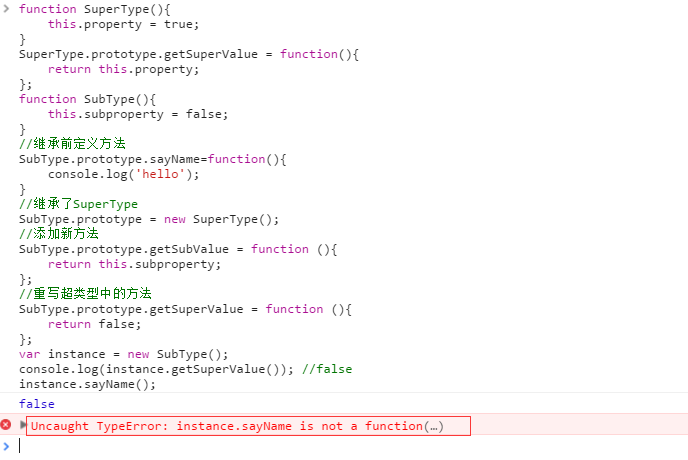 function SuperType(){
    this.property = true;
}
SuperType.prototype.getSuperValue = function(){
    return this.property;
};
function SubType(){
    this.subproperty = false;
}
//继承前定义方法
SubType.prototype.sayName=function(){
    console.log('hello');
}
//继承了SuperType
SubType.prototype = new SuperType();
//添加新方法
SubType.prototype.getSubValue = function (){
    return this.subproperty;
};
//重写超类型中的方法
SubType.prototype.getSuperValue = function (){
    return false;
};
var instance = new SubType();
console.log(instance.getSuperValue()); //false
instance.sayName();
false
Uncaught TypeError: instance.sayName is not a function(…)